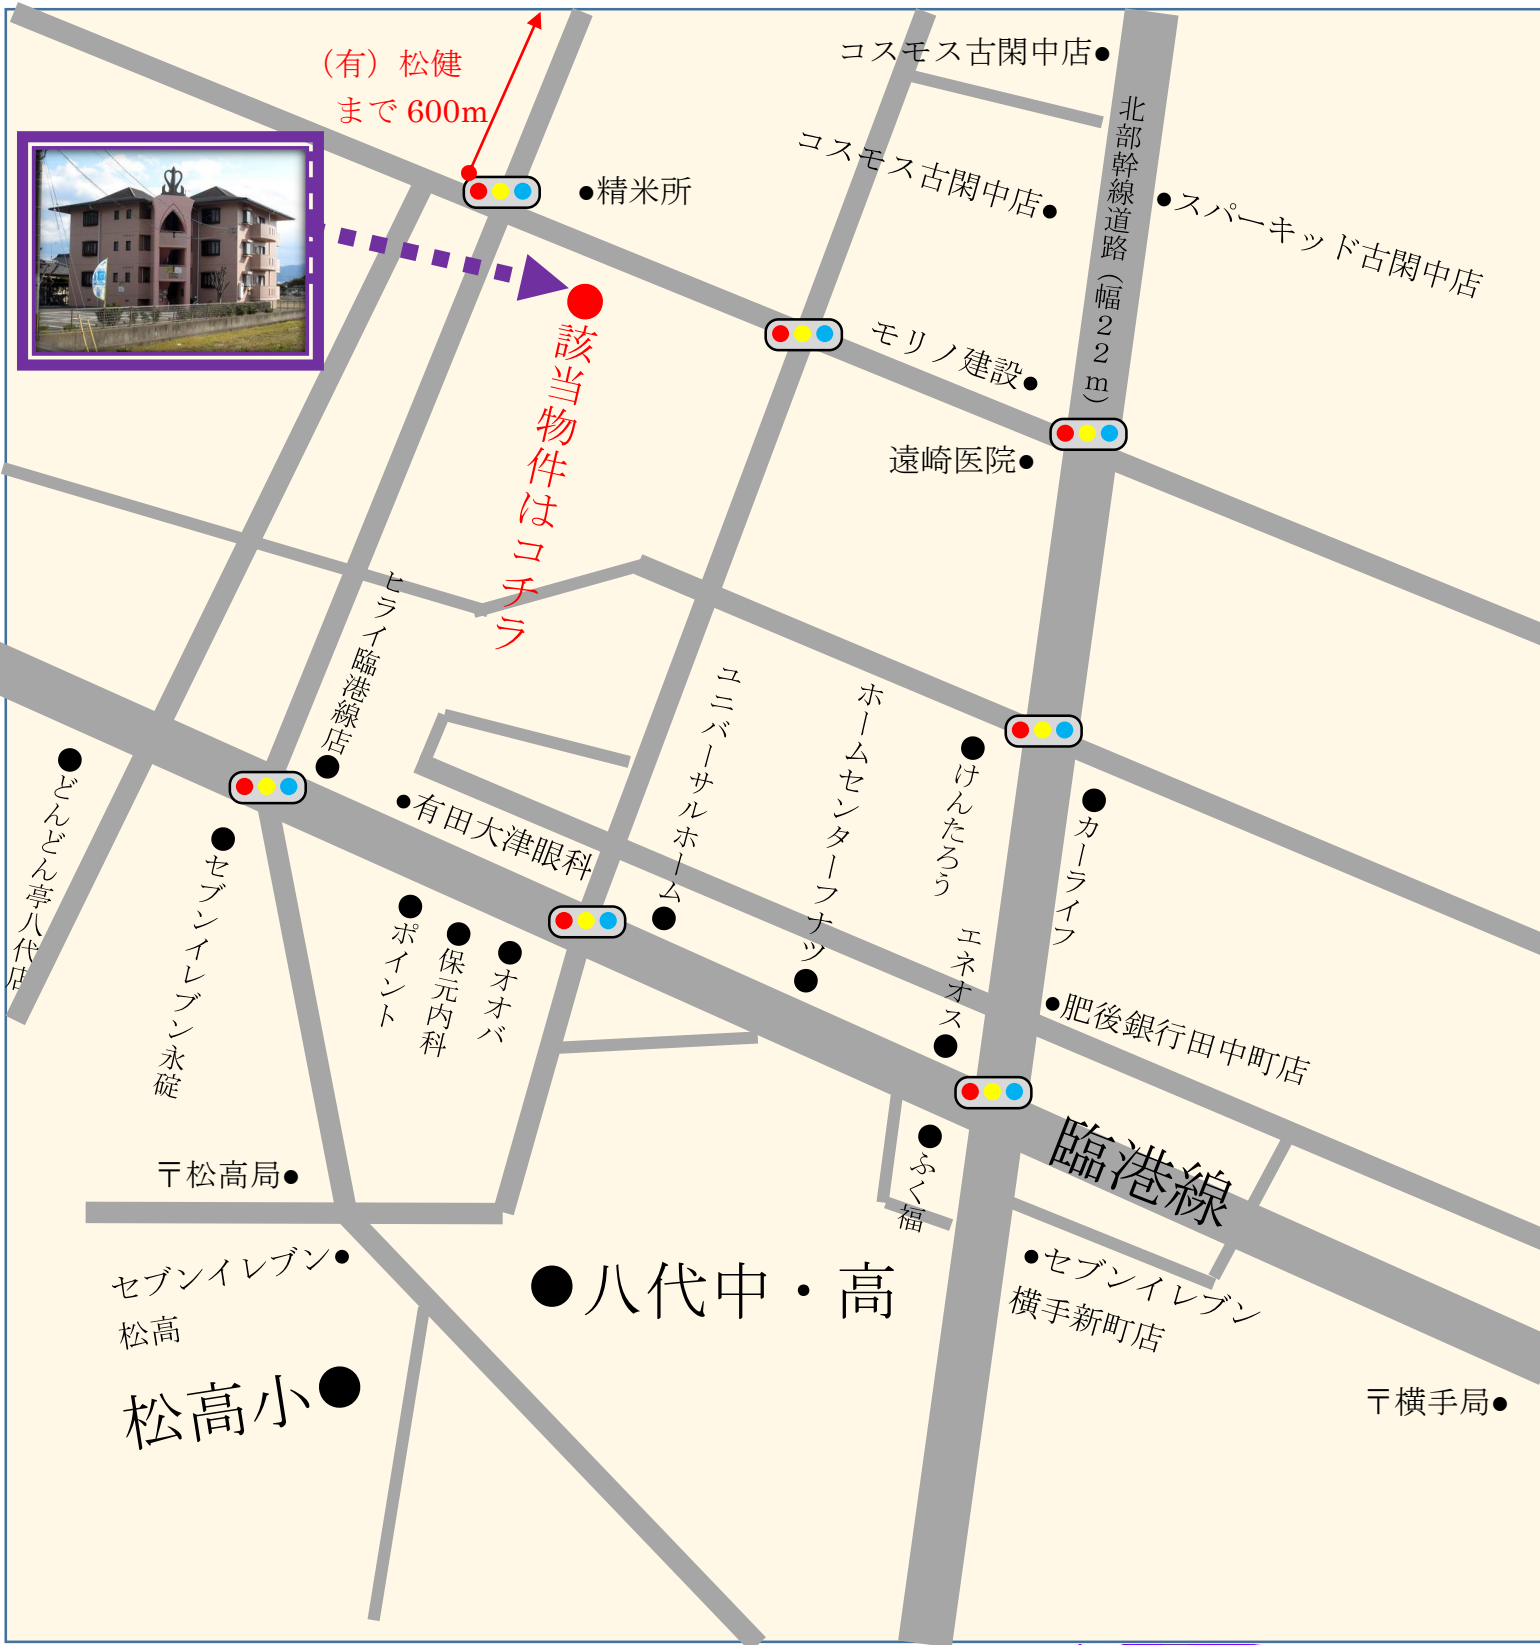 コスモス古閑中店
(有) 松健
まで 600m
北部幹線道路(幅22m)
コスモス古閑中店
精米所
スパーキッド古閑中店
該当物件はコチラ
モリノ建設
遠崎医院
ヒライ臨港線店
ユニバーサルホーム
ホームセンターフナツ
けんたろう
カーライフ
どんどん亭八代店
有田大津眼科
セブンイレブン永碇
ポイント
保元内科
オオバ
エネオス
肥後銀行田中町店
臨港線
ふく福
〒松高局
セブンイレブン
松高
八代中・高
セブンイレブン
横手新町店
松高小
〒横手局